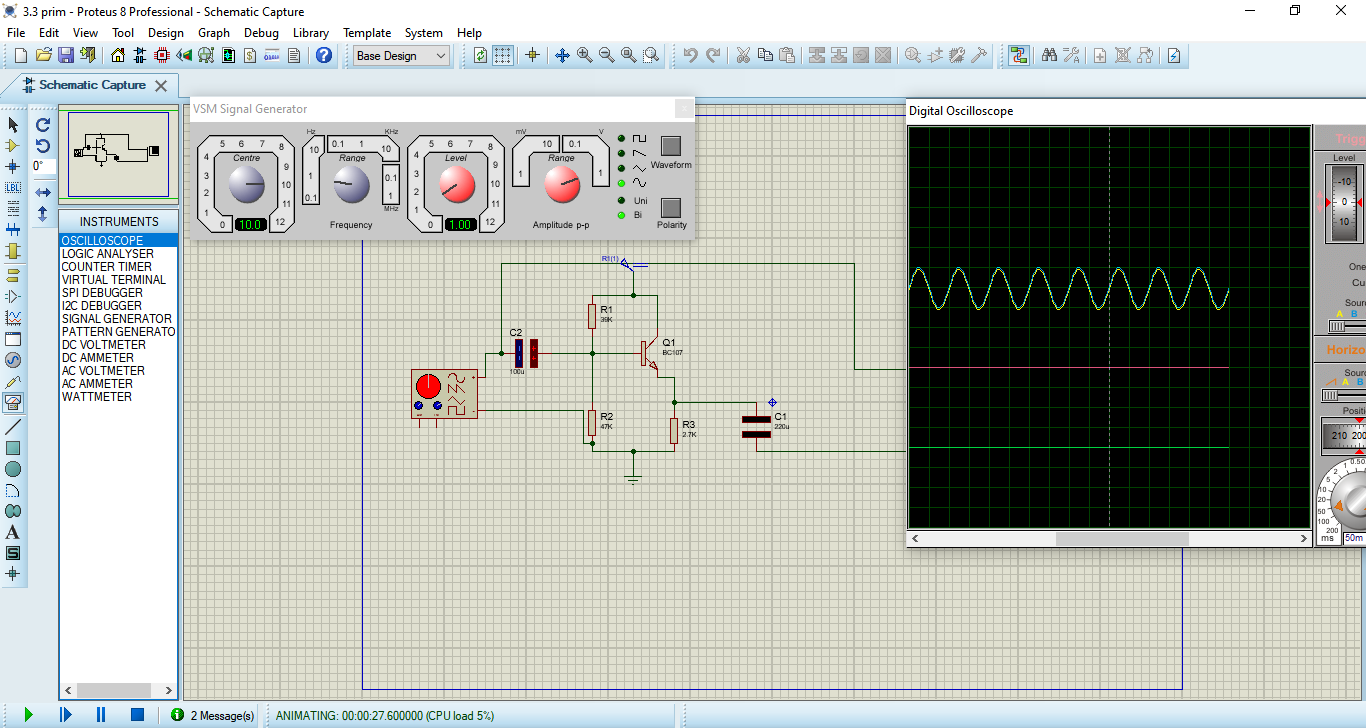 3.3 prim - Proteus 8 Professional - Schematic Capture
File Edit View Tool Design Graph Debug Library Template System Help
Base Design
Schematic Capture
0°
LBL
A
S
INSTRUMENTS
OSCILLOSCOPE
LOGIC ANALYSER
COUNTER TIMER
VIRTUAL TERMINAL
SPI DEBUGGER
I2C DEBUGGER
SIGNAL GENERATOR
PATTERN GENERATO
DC VOLTMETER
DC AMMETER
AC VOLTMETER
AC AMMETER
WATTMETER
VSM Signal Generator
Centre
0 1 2 3 4 5 6 7 8 9 10 11 12
10.0
Hz KHz
Range
0.1 1 10 0.1 1 10 0.1 1
MHz
Frequency
Level
0 1 2 3 4 5 6 7 8 9 10 11 12
1.00
mV V
Range
1 10 0.1 1
Amplitude p-p
Waveform
Uni
Bi
Polarity
R1(1)
R1
39K
C2
100u
Q1
BC107
R2
47K
R3
2.7K
C1
220u
Digital Oscilloscope
Trigg
Level
-10
0
10
One
Cu
Sour
A B
Horizo
Sour
A B
Positi
210 200
0.50
1
2
5
10
20
50
100
200
ms
50m
2 Message(s)
ANIMATING: 00:00:27.600000 (CPU load 5%)